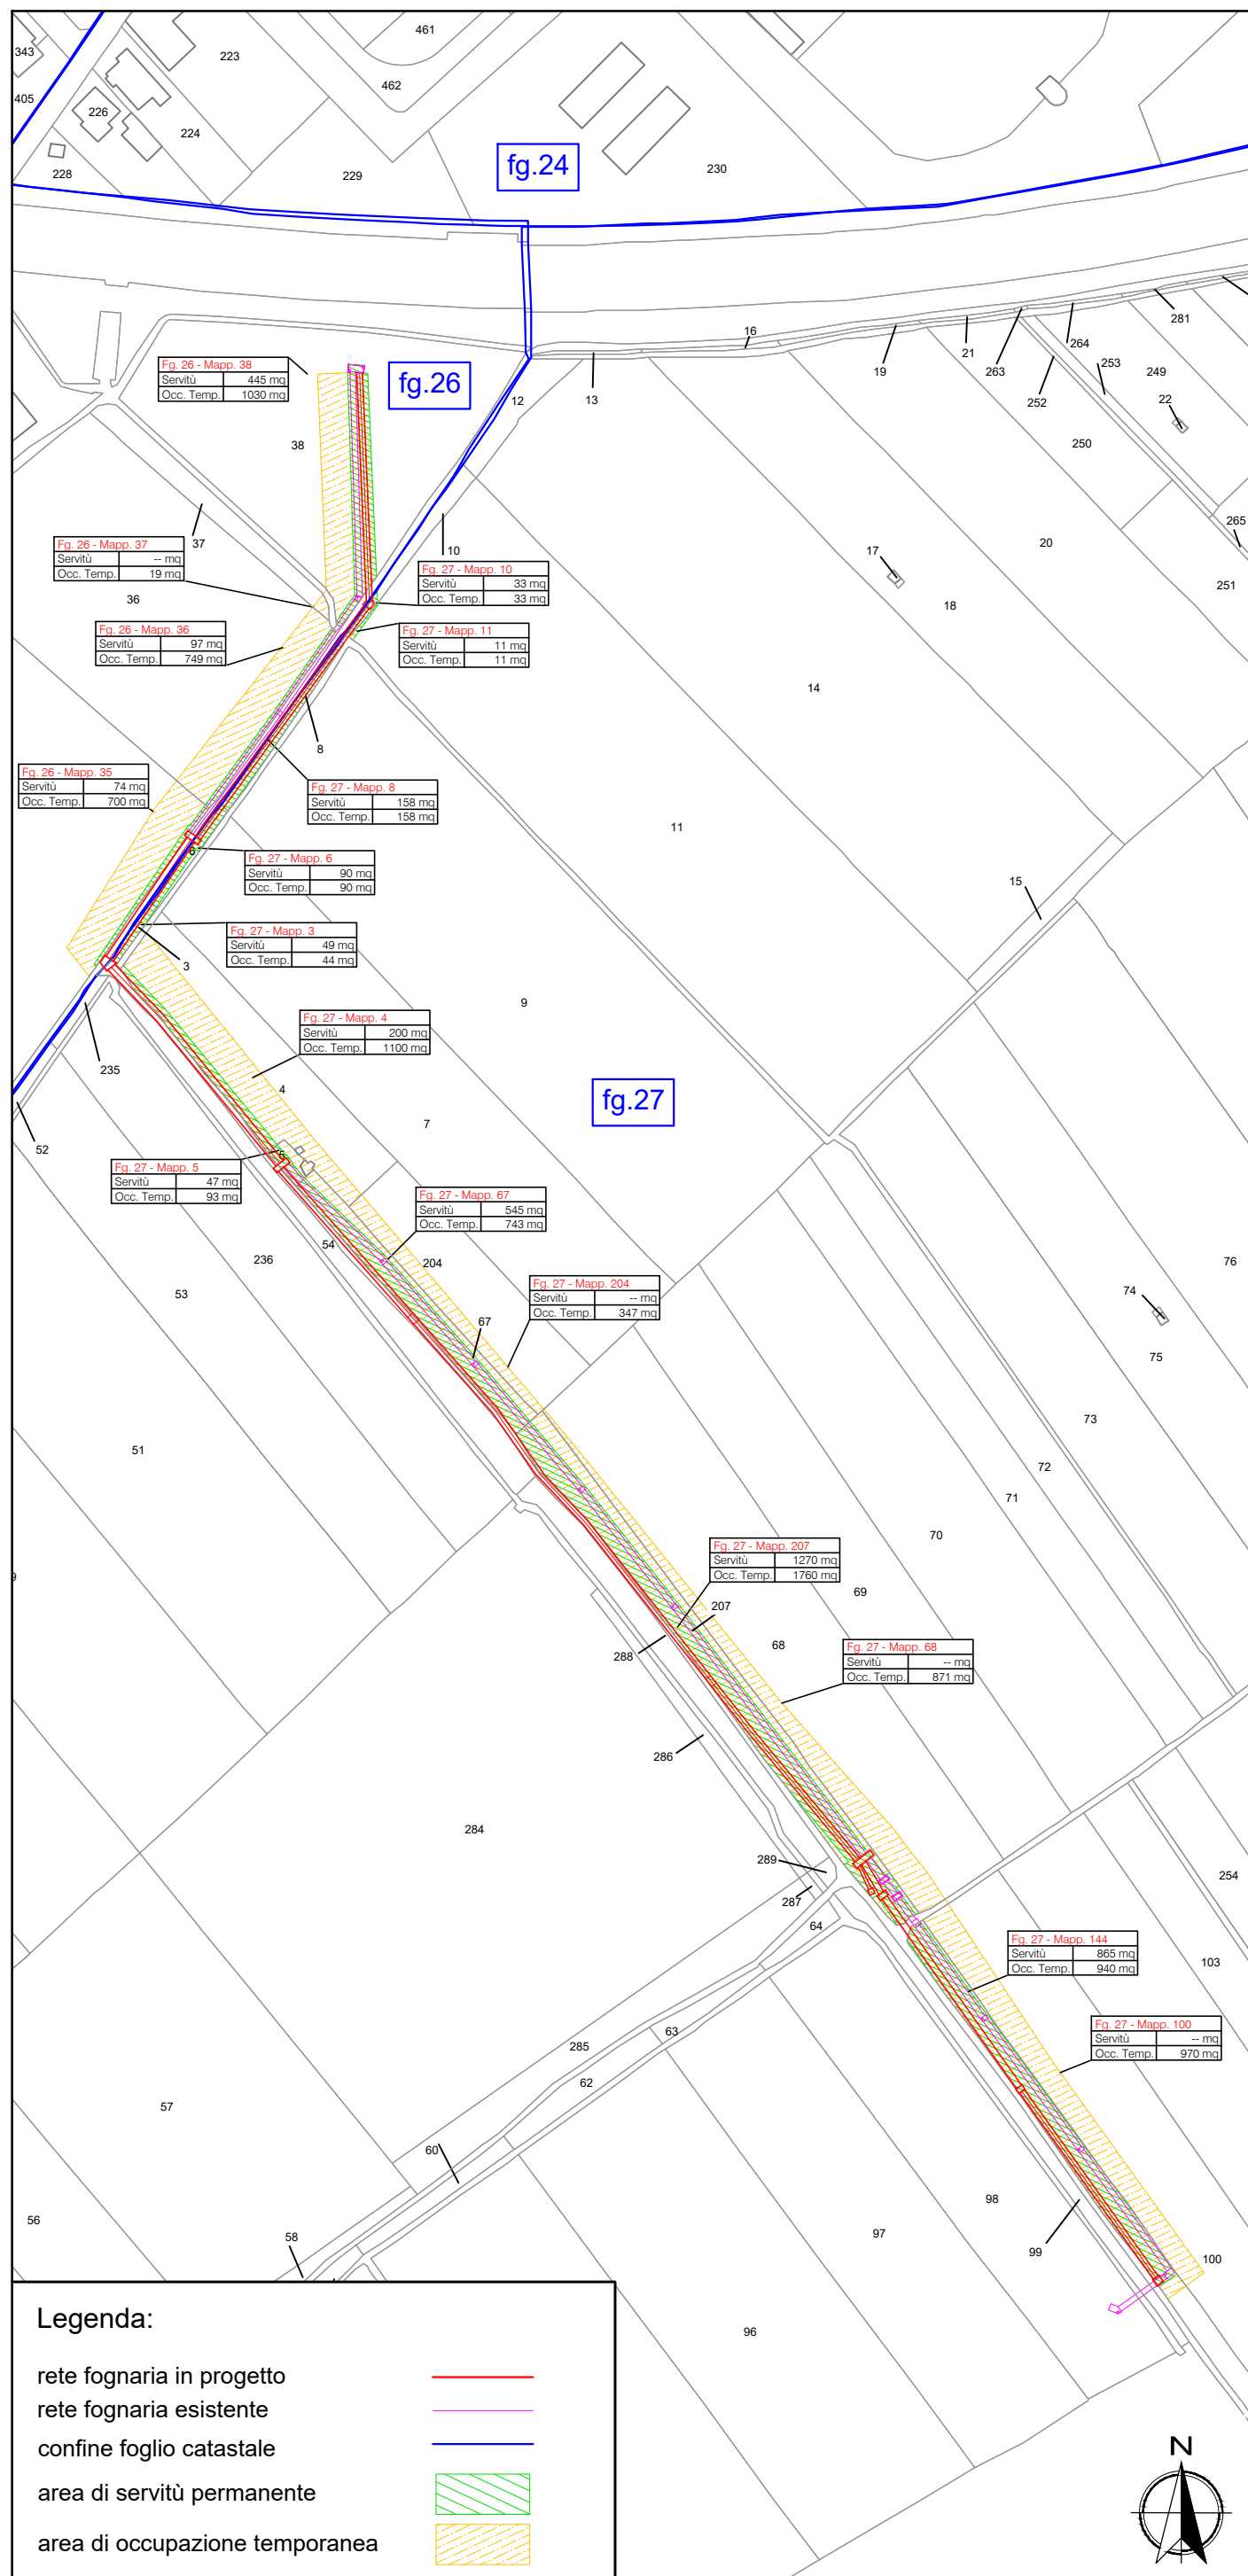 461
343
223
462
405
226
224
fg.24
228
229
230
281
16
264
21
253
19
263
249
Fg. 26 - Mapp. 38
Servitù 445 mq
Occ. Temp. 1030 mq
fg.26
252
22
12
13
38
250
265
37
10
17
20
Fg. 26 - Mapp. 37
Servitù -- mq
Occ. Temp. 19 mq
Fg. 27 - Mapp. 10
Servitù 33 mq
Occ. Temp. 33 mq
251
36
18
Fg. 26 - Mapp. 36
Servitù 97 mq
Occ. Temp. 749 mq
Fg. 27 - Mapp. 11
Servitù 11 mq
Occ. Temp. 11 mq
14
8
Fg. 26 - Mapp. 35
Servitù 74 mq
Occ. Temp. 700 mq
Fg. 27 - Mapp. 8
Servitù 158 mq
Occ. Temp. 158 mq
11
6
Fg. 27 - Mapp. 6
Servitù 90 mq
Occ. Temp. 90 mq
15
Fg. 27 - Mapp. 3
Servitù 49 mq
Occ. Temp. 44 mq
3
9
Fg. 27 - Mapp. 4
Servitù 200 mq
Occ. Temp. 1100 mq
235
4
fg.27
7
52
5
Fg. 27 - Mapp. 5
Servitù 47 mq
Occ. Temp. 93 mq
Fg. 27 - Mapp. 67
Servitù 545 mq
Occ. Temp. 743 mq
54
236
204
76
53
Fg. 27 - Mapp. 204
Servitù -- mq
Occ. Temp. 347 mq
74
67
75
73
51
72
71
70
Fg. 27 - Mapp. 207
Servitù 1270 mq
Occ. Temp. 1760 mq
69
207
68
288
Fg. 27 - Mapp. 68
Servitù -- mq
Occ. Temp. 871 mq
286
284
289
254
287
64
Fg. 27 - Mapp. 144
Servitù 865 mq
Occ. Temp. 940 mq
103
63
285
Fg. 27 - Mapp. 100
Servitù -- mq
Occ. Temp. 970 mq
62
57
60
98
56
97
58
99
100
96
Legenda:
rete fognaria in progetto
rete fognaria esistente
confine foglio catastale
area di servitù permanente
area di occupazione temporanea
N